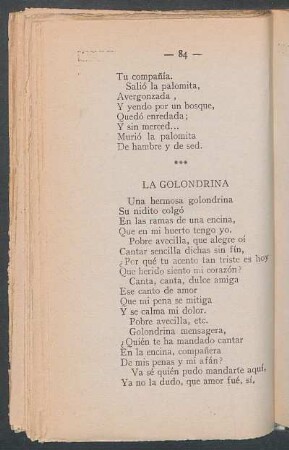 — 84 —
Tu compañía.
Salió la palomita,
Avergonzada,
Y yendo por un bosque,
Quedó enredada;
Y sin merced...
Murió la palomita
De hambre y de sed.
***
LA GOLONDRINA
Una hermosa golondrina
Su nidito colgó
En las ramas de una encina,
Que en mi huerto tengo yo.
Pobre avecilla, que alegre oí
Cantar sencilla dichas sin fin,
¿Por qué tu acento tan triste es hoy
Que herido siento mi corazón?
Canta, canta, dulce amiga
Ese canto de amor
Que mi pena se mitiga
Y se calma mi dolor.
Pobre avecilla, etc.
Golondrina mensagera,
¿Quién te ha mandado cantar
En la encina, compañera
De mis penas y mi afán?
Ya sé quién pudo mandarte aquí,
Ya no la dudo, que amor fué, sí,